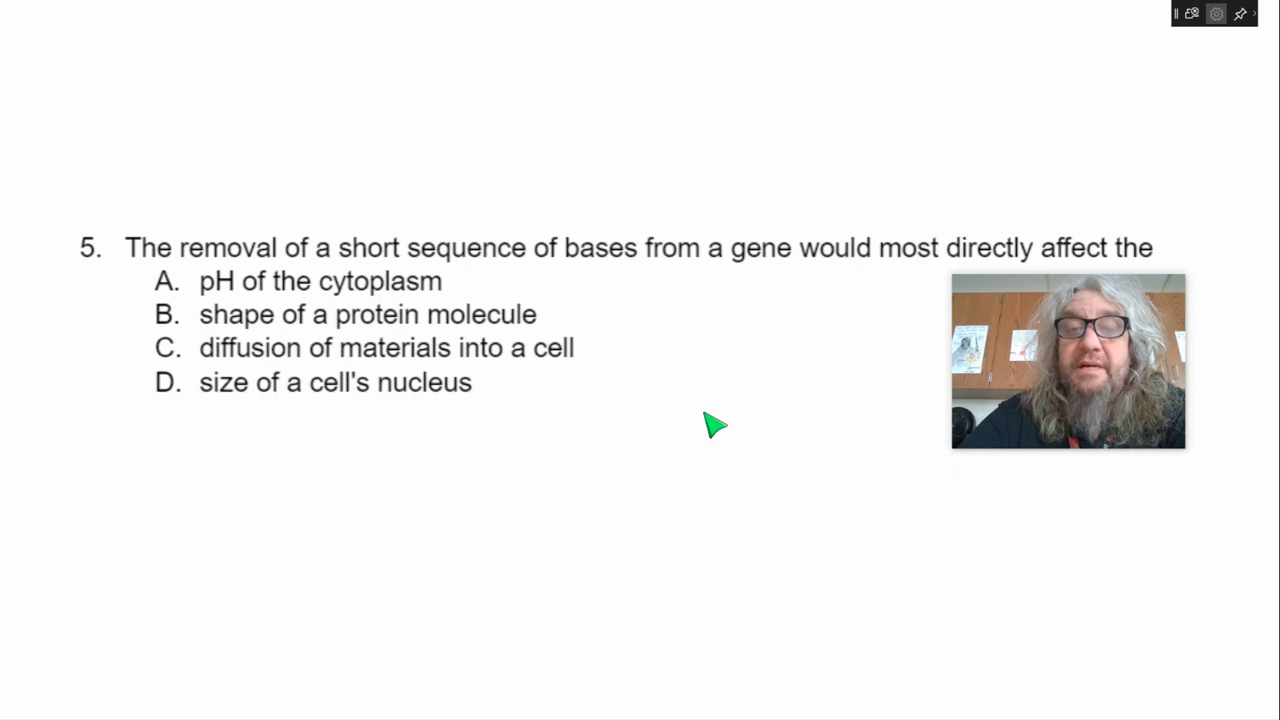 5. The removal of a short sequence of bases from a gene would most directly affect the
A. pH of the cytoplasm
B. shape of a protein molecule
C. diffusion of materials into a cell
D. size of a cell's nucleus